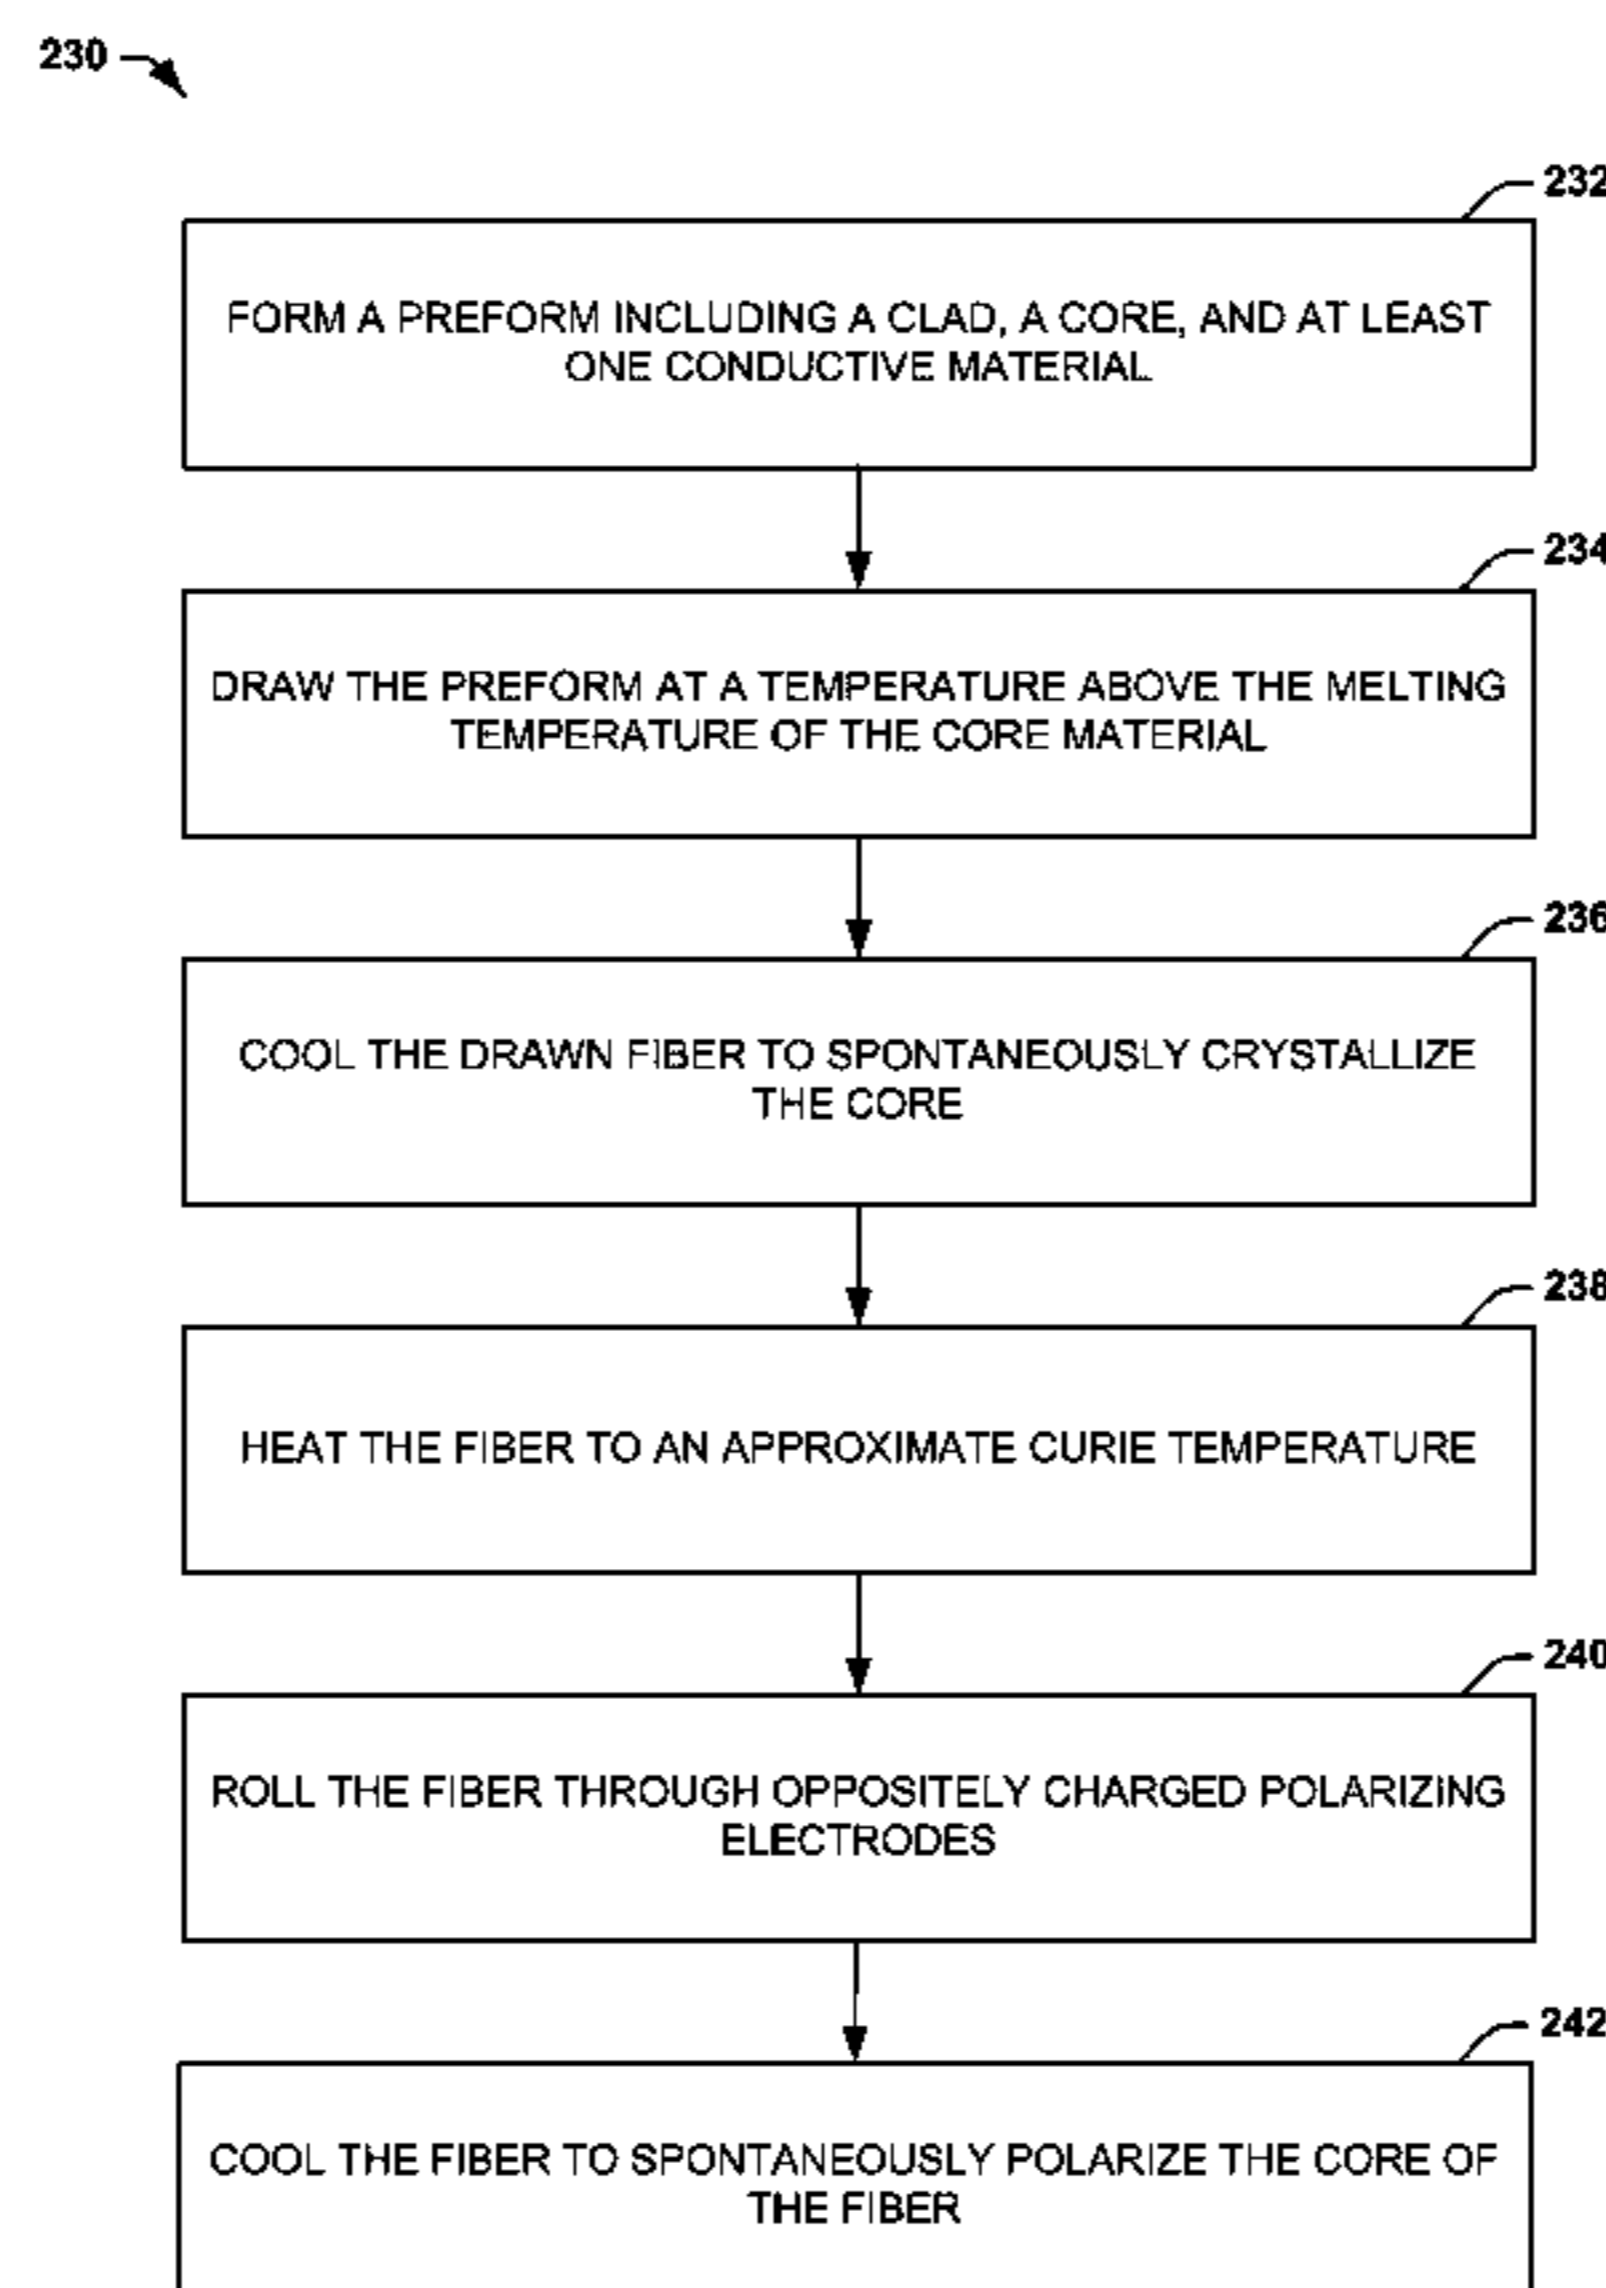 230
232
FORM A PREFORM INCLUDING A CLAD, A CORE, AND AT LEAST
ONE CONDUCTIVE MATERIAL
234
DRAW THE PREFORM AT A TEMPERATURE ABOVE THE MELTING
TEMPERATURE OF THE CORE MATERIAL
236
COOL THE DRAWN FIBER TO SPONTANEOUSLY CRYSTALLIZE
THE CORE
238
HEAT THE FIBER TO AN APPROXIMATE CURIE TEMPERATURE
240
ROLL THE FIBER THROUGH OPPOSITELY CHARGED POLARIZING
ELECTRODES
242
COOL THE FIBER TO SPONTANEOUSLY POLARIZE THE CORE OF
THE FIBER